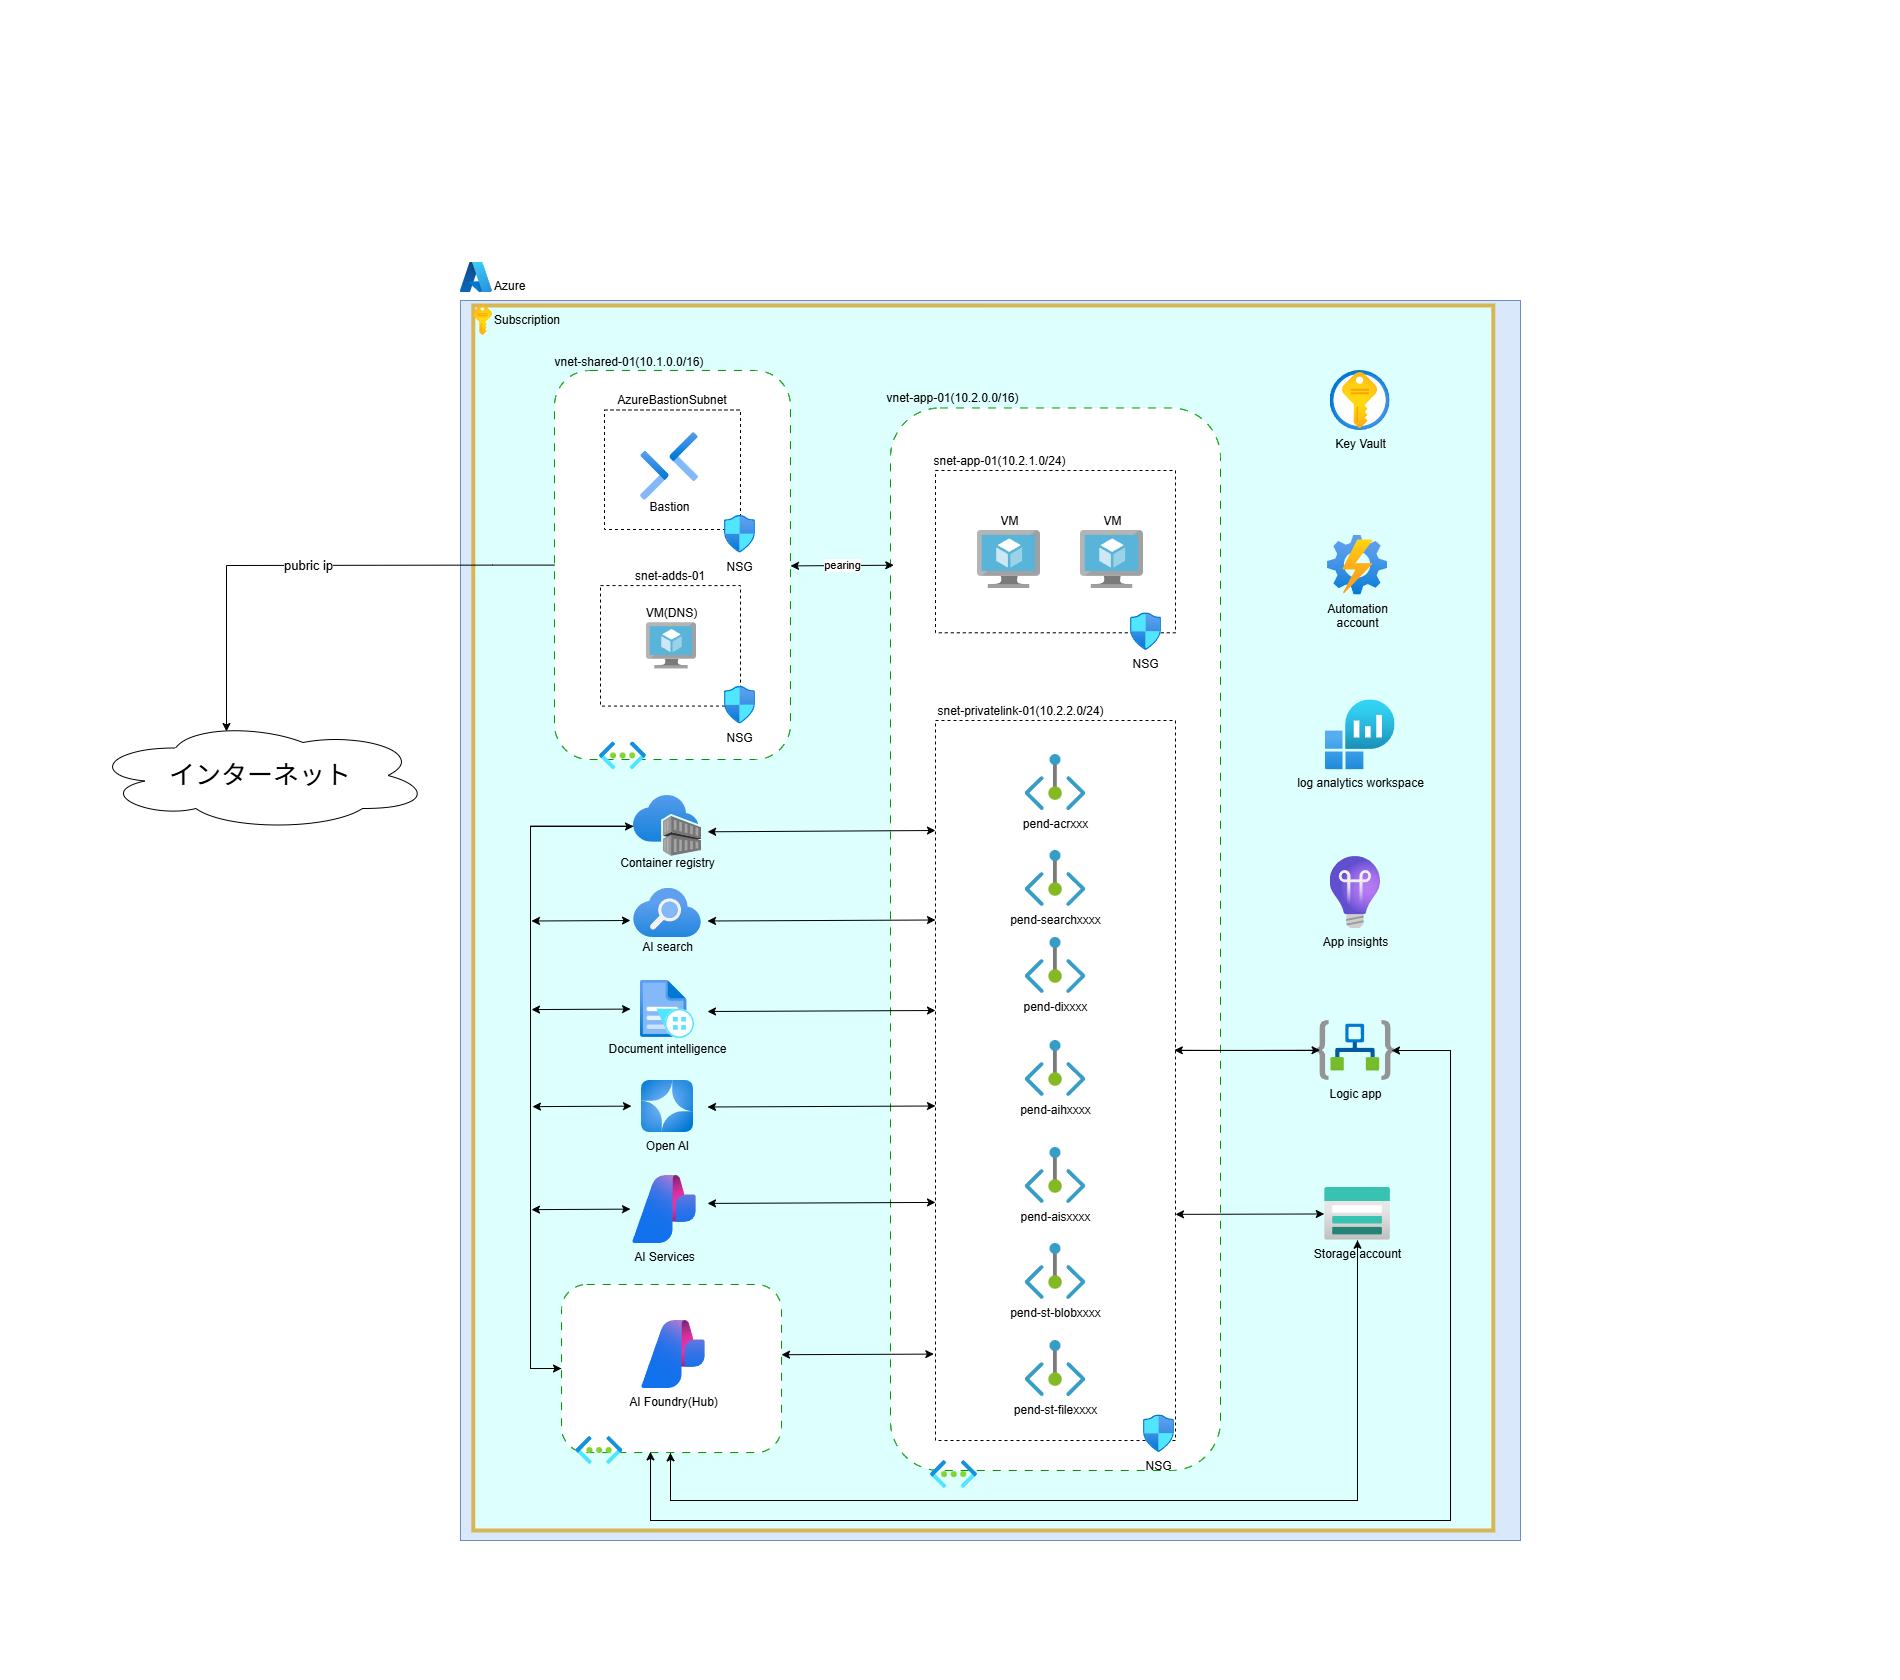 Azure
Subscription
vnet-shared-01(10.1.0.0/16)
AzureBastionSubnet
Bastion
NSG
snet-adds-01
VM(DNS)
NSG
pubric ip
インターネット
pearing
vnet-app-01(10.2.0.0/16)
snet-app-01(10.2.1.0/24)
VM
VM
NSG
snet-privatelink-01(10.2.2.0/24)
pend-acrxxx
pend-searchxxxx
pend-dixxxx
pend-aihxxxx
pend-aisxxxx
pend-st-blobxxxx
pend-st-filexxxx
NSG
Container registry
AI search
Document intelligence
Open AI
AI Services
AI Foundry(Hub)
Key Vault
Automation
account
log analytics workspace
App insights
Logic app
Storage account